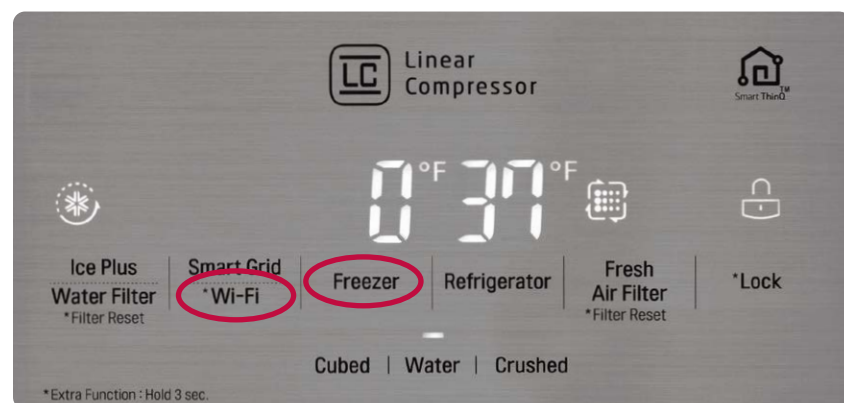 LC Linear
Compressor
Smart ThinQ™
0 °F 37 °F
Ice Plus
Water Filter
*Filter Reset
Smart Grid
*Wi-Fi
Freezer
Refrigerator
Fresh
Air Filter
*Filter Reset
*Lock
Cubed | Water | Crushed
*Extra Function : Hold 3 sec.